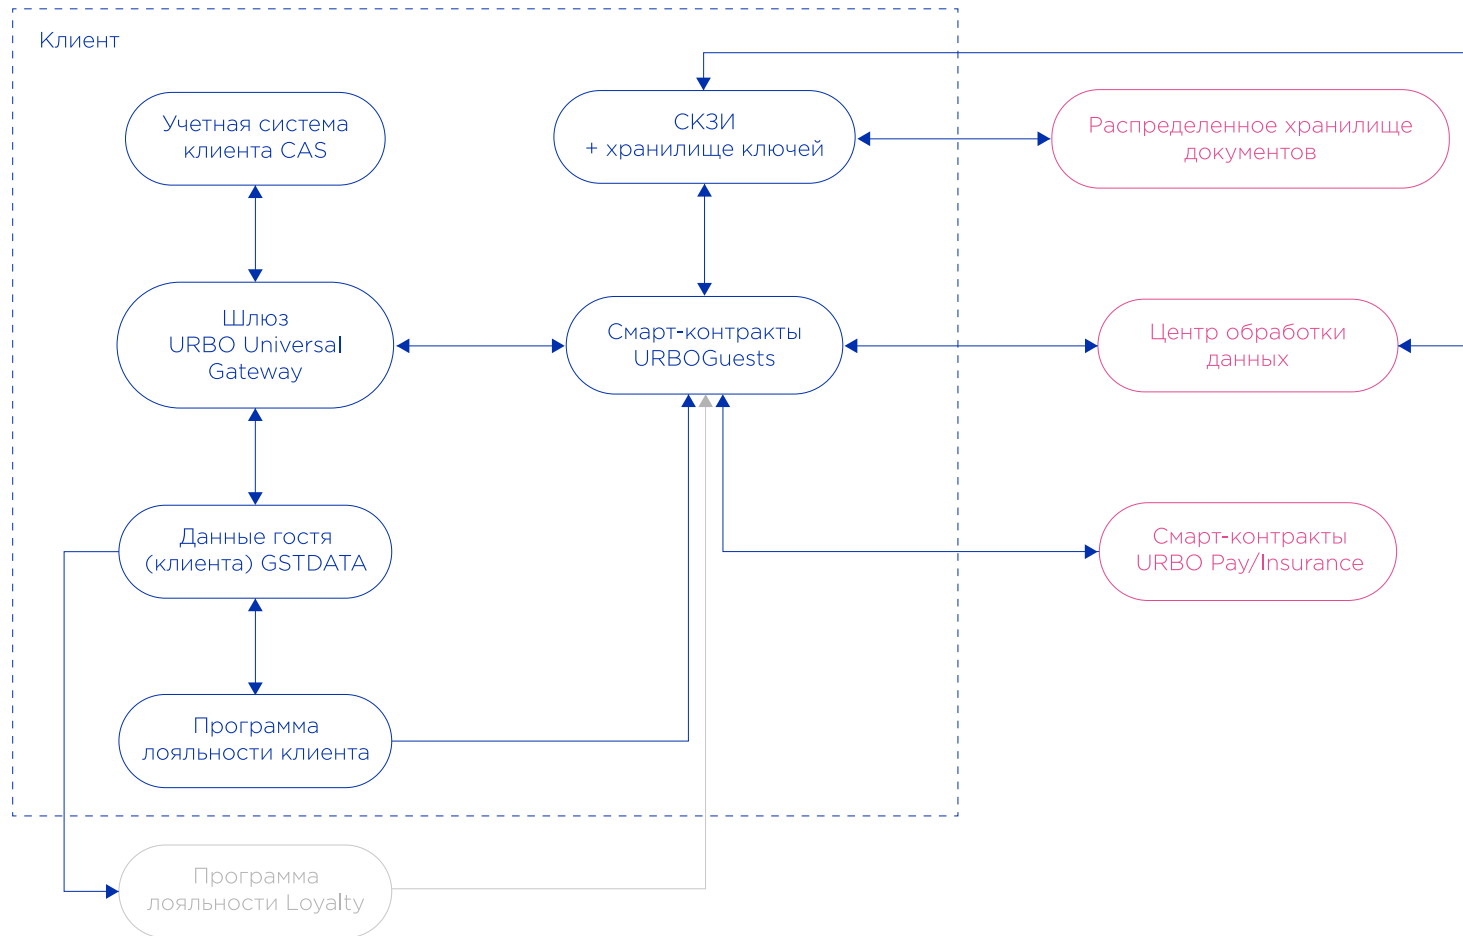 Клиент
Учетная система
клиента CAS
СКЗИ
+ хранилище ключей
Распределенное хранилище
документов
Шлюз
URBO Universal
Gateway
Смарт-контракты
URBOGuests
Центр обработки
данных
Данные гостя
(клиента) GSTDATA
Смарт-контракты
URBO Pay/Insurance
Программа
лояльности клиента
Программа
лояльности Loyalty